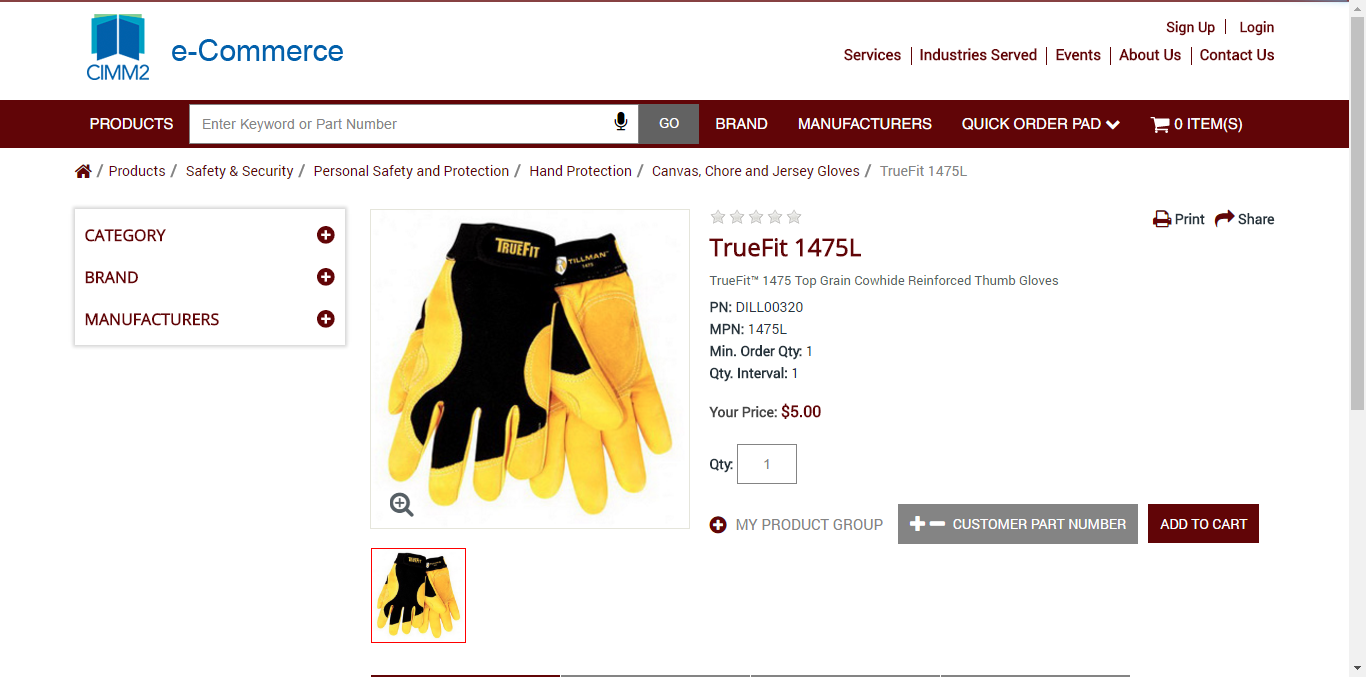 Sign Up
Login
CIMM2
e-Commerce
Services
Industries Served
Events
About Us
Contact Us
PRODUCTS
Enter Keyword or Part Number
GO
BRAND
MANUFACTURERS
QUICK ORDER PAD
0 ITEM(S)
/ Products / Safety & Security / Personal Safety and Protection / Hand Protection / Canvas, Chore and Jersey Gloves / TrueFit 1475L
CATEGORY
BRAND
MANUFACTURERS
TRUEFIT
TILLMAN™
1475
Print
Share
TrueFit 1475L
TrueFit™ 1475 Top Grain Cowhide Reinforced Thumb Gloves
PN: DILL00320
MPN: 1475L
Min. Order Qty: 1
Qty. Interval: 1
Your Price: $5.00
Qty: 1
MY PRODUCT GROUP
CUSTOMER PART NUMBER
ADD TO CART
TRUEFIT